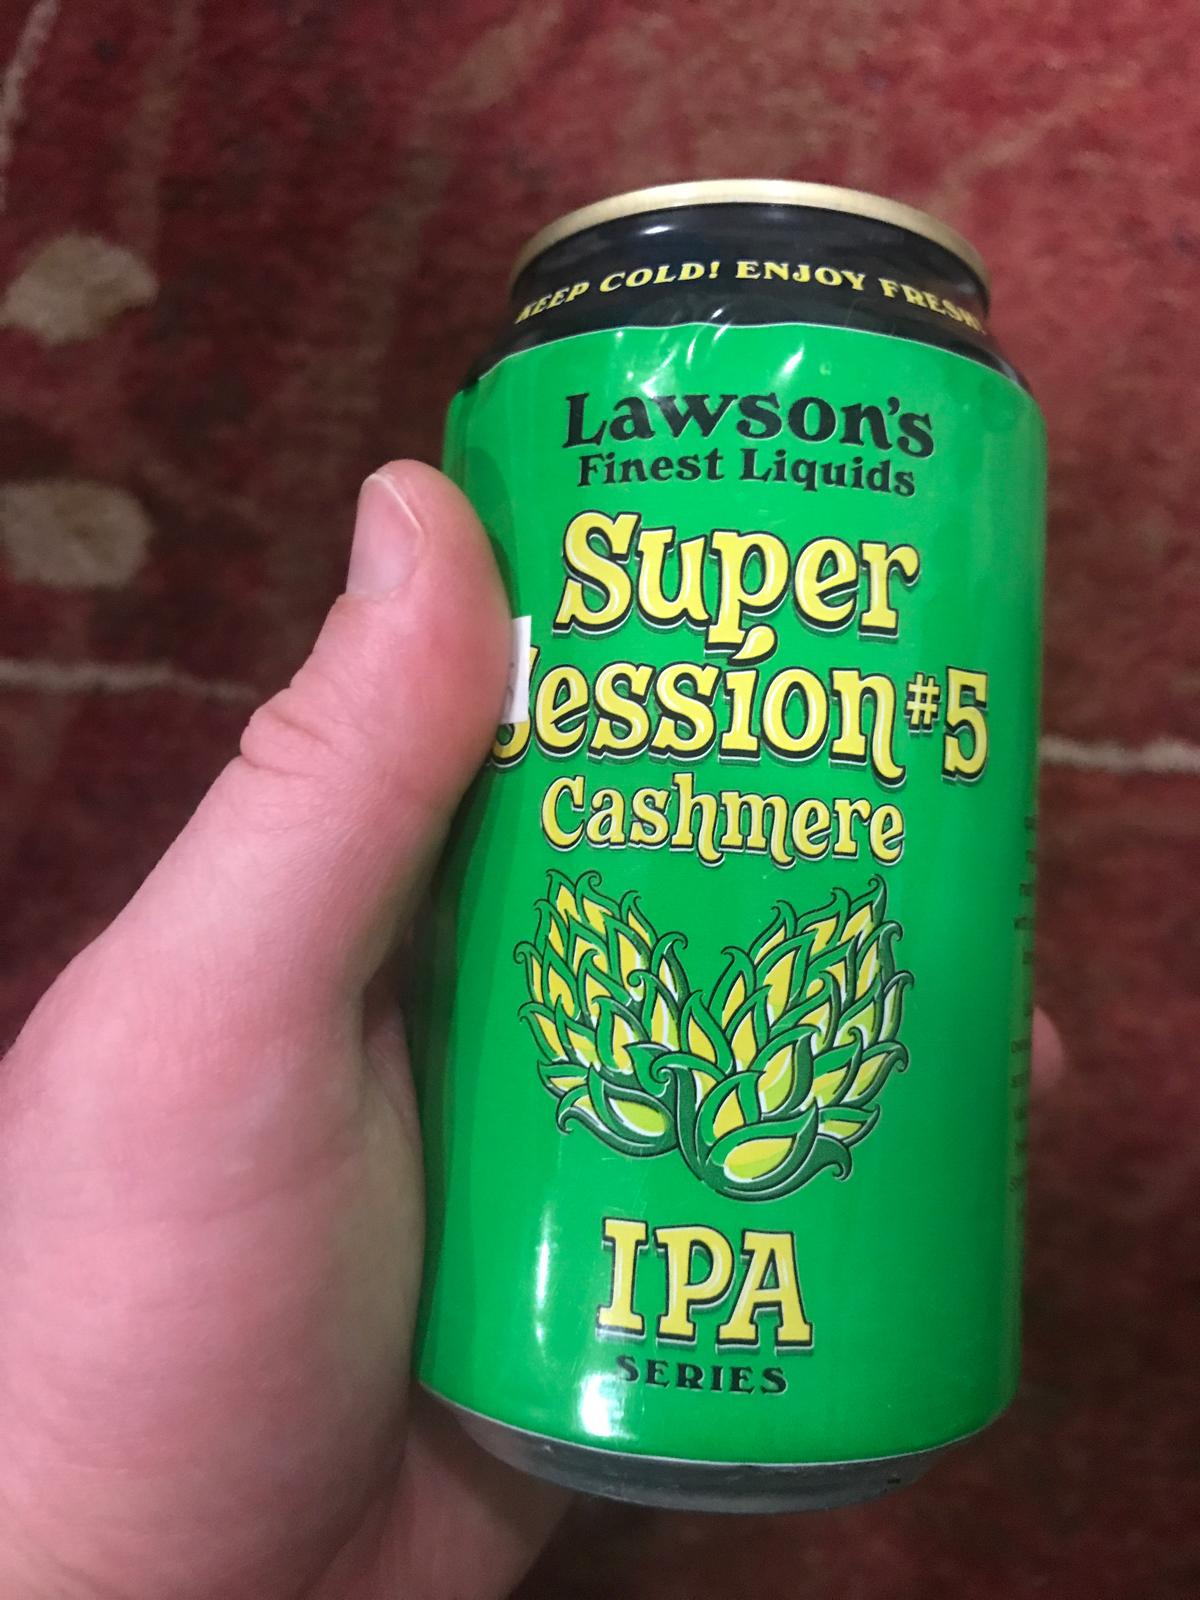 KEEP COLD! ENJOY FRESH!
Lawson's
Finest Liquids
Super
Session #5
Cashmere
IPA
SERIES